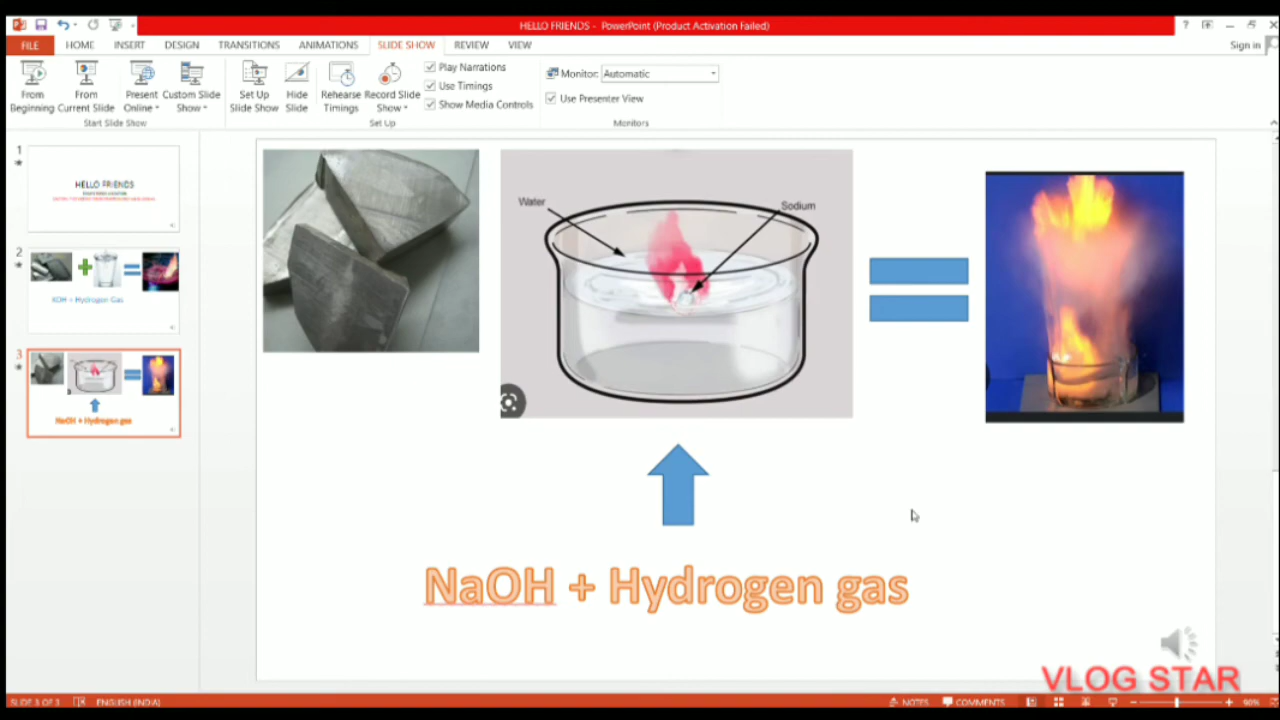 HELLO FRIENDS - PowerPoint (Product Activation Failed)
FILE HOME INSERT DESIGN TRANSITIONS ANIMATIONS SLIDE SHOW REVIEW VIEW Sign in
From Beginning
From Current Slide
Present Online
Custom Slide Show
Set Up Slide Show
Hide Slide
Rehearse Timings
Record Slide Show
Play Narrations
Use Timings
Show Media Controls
Monitor: Automatic
Use Presenter View
Start Slide Show
Set Up
Monitors
1
HELLO FRIENDS
2
KOH + Hydrogen Gas
3
NaOH + Hydrogen gas
Water
Sodium
NaOH + Hydrogen gas
VLOG STAR
SLIDE 3 OF 3 ENGLISH (INDIA) NOTES COMMENTS 90%